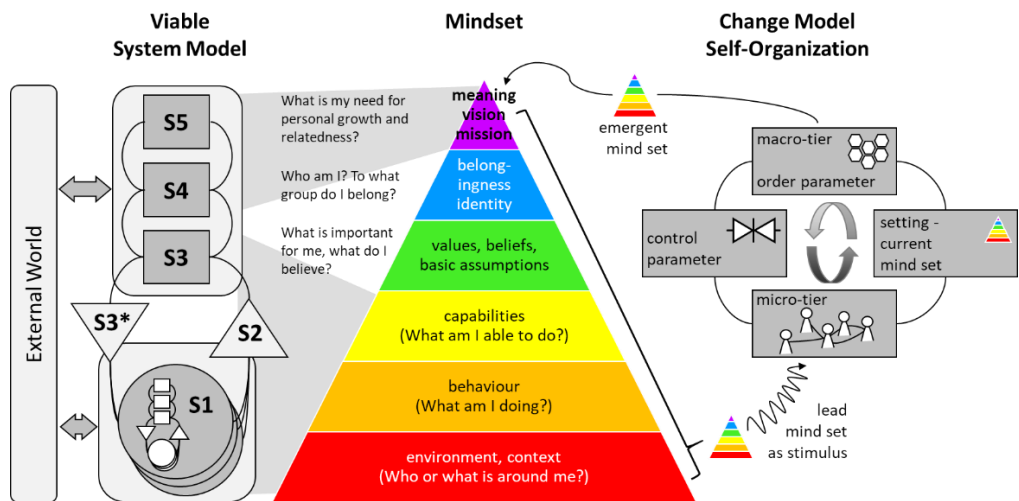 Viable
System Model
Mindset
Change Model
Self-Organization
External World
S5
S4
S3
S3*
S2
S1
What is my need for
personal growth and
relatedness?
Who am I? To what
group do I belong?
What is important
for me, what do I
believe?
meaning
vision
mission
belong-
ingness
identity
values, beliefs,
basic assumptions
capabilities
(What am I able to do?)
behaviour
(What am I doing?)
environment, context
(Who or what is around me?)
emergent
mind set
macro-tier
order parameter
control
parameter
setting -
current
mind set
micro-tier
lead
mind set
as stimulus